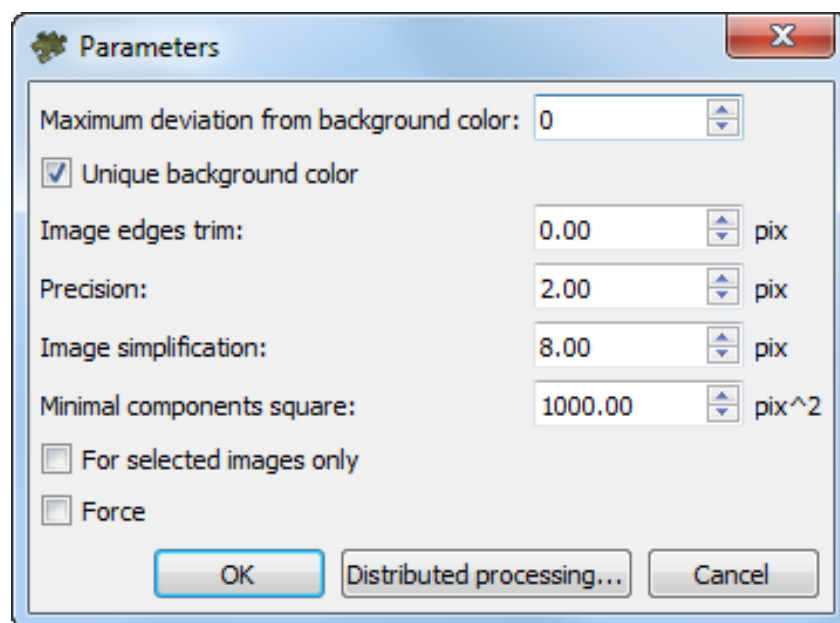 Parameters
Maximum deviation from background color: 0
Unique background color
Image edges trim: 0.00 pix
Precision: 2.00 pix
Image simplification: 8.00 pix
Minimal components square: 1000.00 pix^2
For selected images only
Force
OK Distributed processing... Cancel